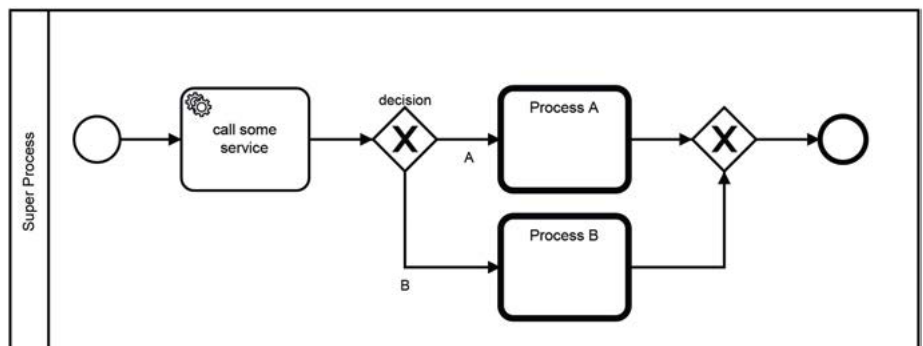 Super Process
call some
service
decision
A
Process A
B
Process B